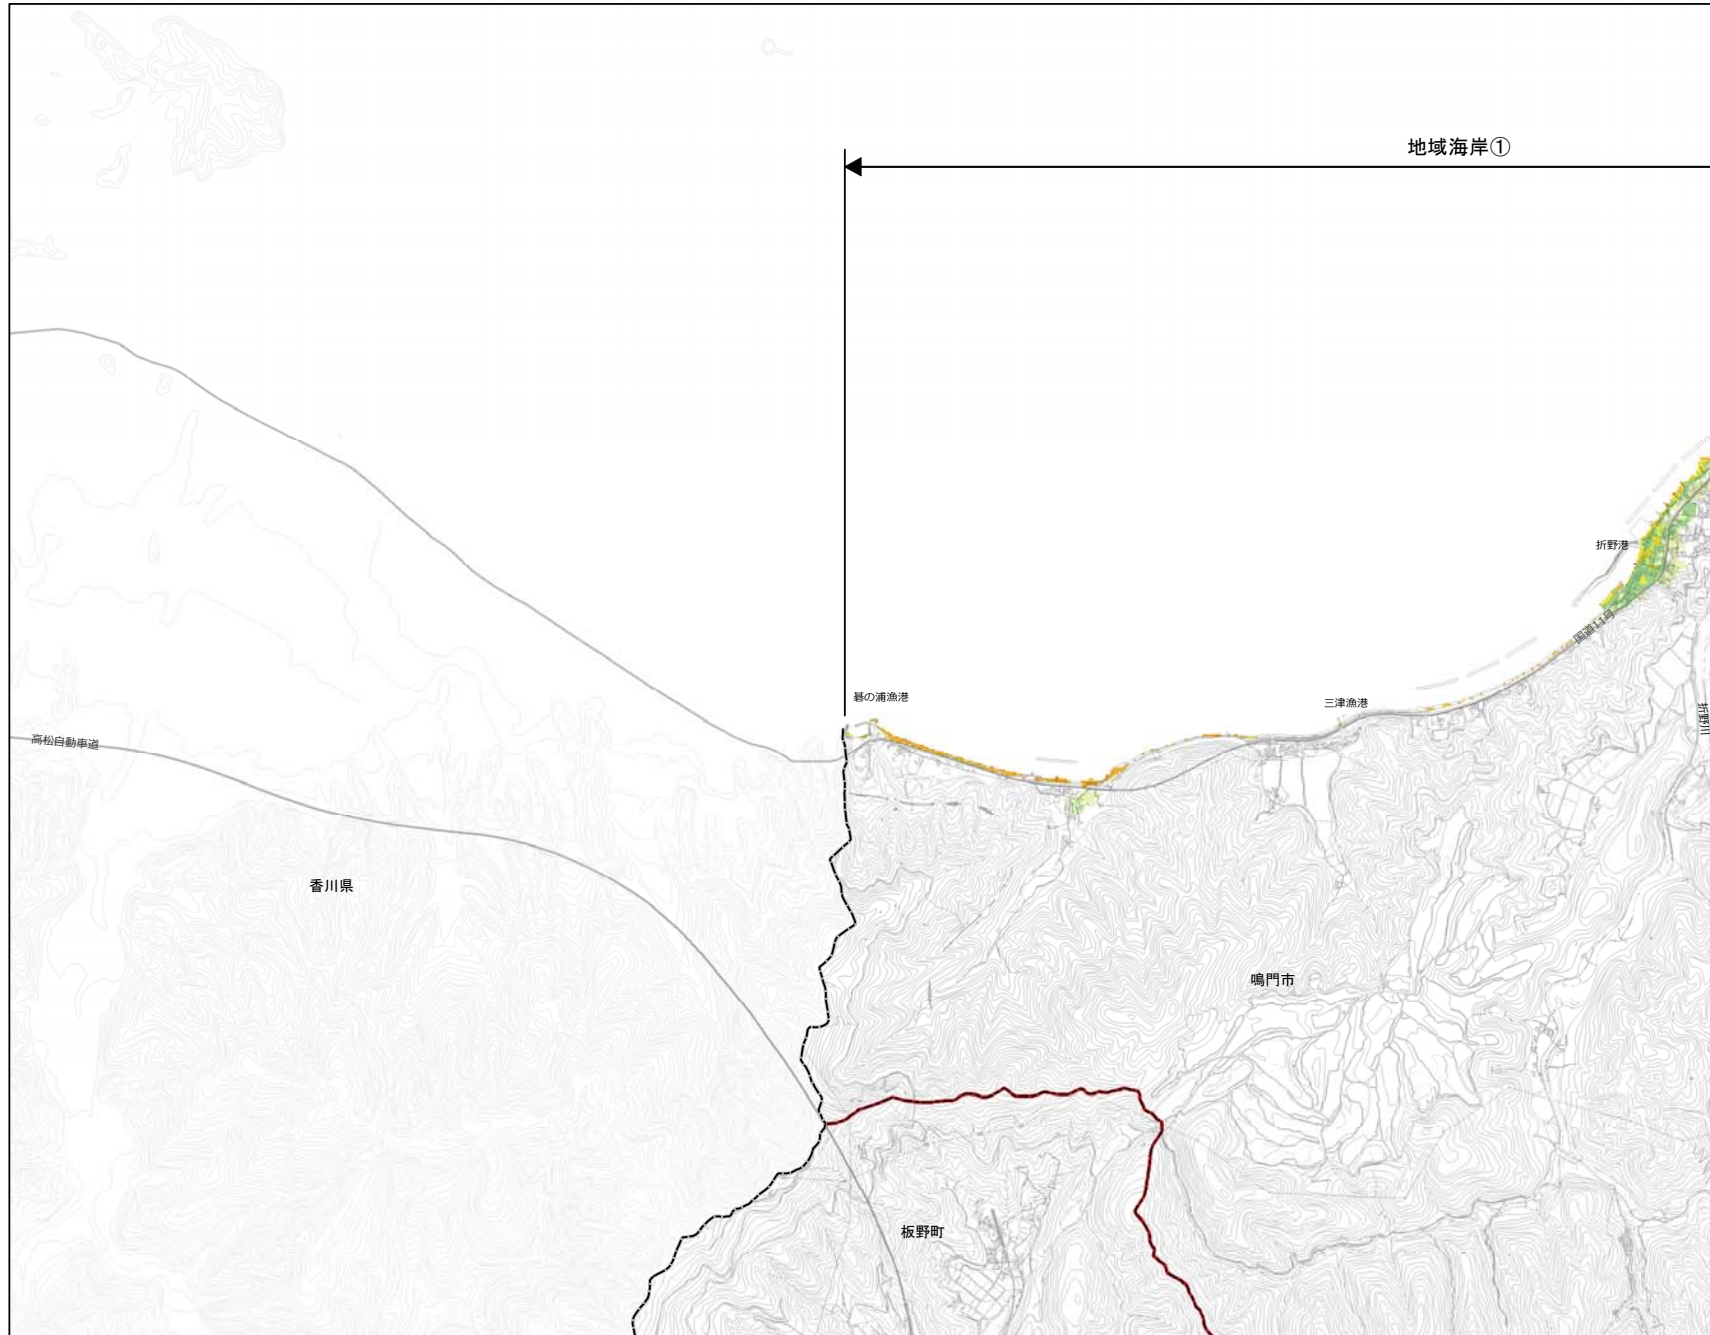 地域海岸①
折野港
国道11号
碁の浦漁港
三津漁港
折野川
高松自動車道
香川県
鳴門市
板野町